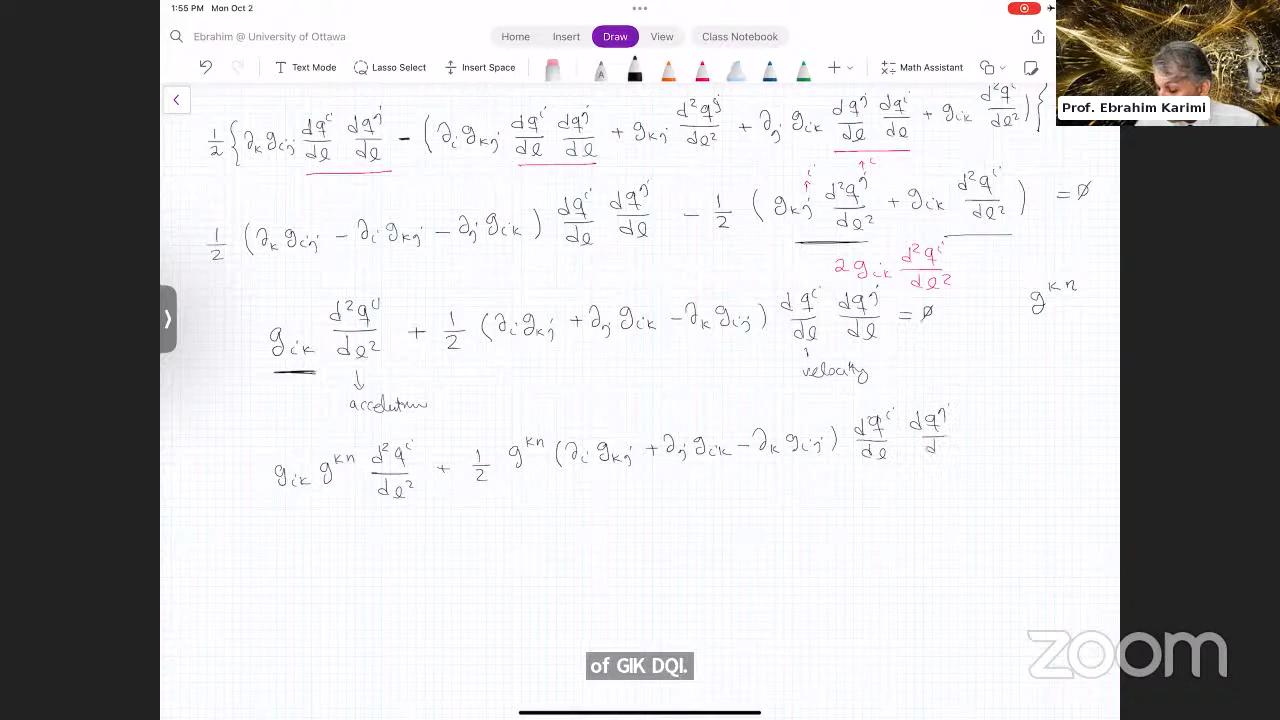 1:55 PM Mon Oct 2
Ebrahim @ University of Ottawa
Home Insert Draw View Class Notebook
Text Mode Lasso Select Insert Space Math Assistant
Prof. Ebrahim Karimi
1/2 { ∂k gij dqⁱ/dl dqʲ/dl − ( ∂i gkj dqⁱ/dl dqʲ/dl + gkj d²qʲ/dl² + ∂j gik dqʲ/dl dqⁱ/dl + gik d²qⁱ/dl² ) }
1/2 ( ∂k gij − ∂i gkj − ∂j gik ) dqⁱ/dl dqʲ/dl − 1/2 ( gkj d²qʲ/dl² + gik d²qⁱ/dl² ) = ∅
2gik d²qⁱ/dl²
gᵏⁿ
gik d²qⁱ/dl² + 1/2 ( ∂i gkj + ∂j gik − ∂k gij ) dqⁱ/dl dqʲ/dl = ∅
velocity
gik gᵏⁿ d²qⁱ/dl² + 1/2 gᵏⁿ ( ∂i gkj + ∂j gik − ∂k gij ) dqⁱ/dl dqʲ/d
of GIK DQI.
zoom